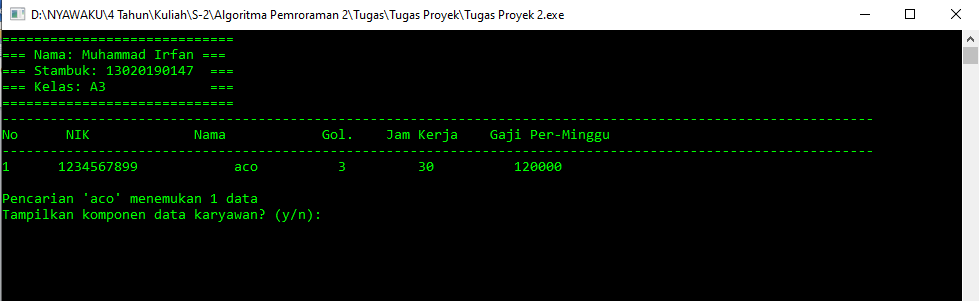 D:\NYAWAKU\4 Tahun\Kuliah\S-2\Algoritma Pemroraman 2\Tugas\Tugas Proyek\Tugas Proyek 2.exe
=============================
=== Nama: Muhammad Irfan ===
=== Stambuk: 13020190147  ===
=== Kelas: A3             ===
=============================
-------------------------------------------------------------------------------------------------------------
No      NIK             Nama            Gol.    Jam Kerja    Gaji Per-Minggu
-------------------------------------------------------------------------------------------------------------
1      1234567899            aco          3         30          120000
Pencarian 'aco' menemukan 1 data
Tampilkan komponen data karyawan? (y/n):